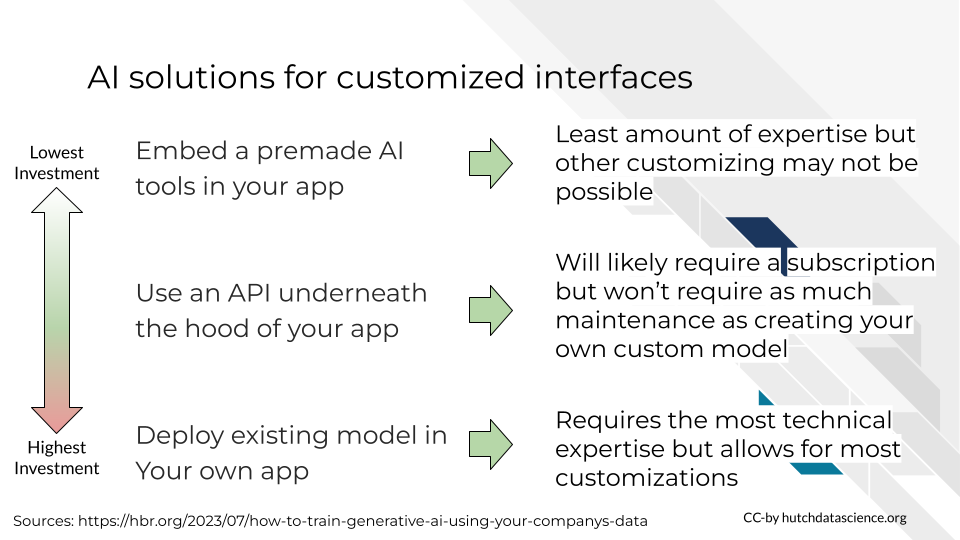 AI solutions for customized interfaces
Lowest
Investment
Embed a premade AI
tools in your app
Least amount of expertise but
other customizing may not be
possible
Use an API underneath
the hood of your app
Will likely require a subscription
but won’t require as much
maintenance as creating your
own custom model
Highest
Investment
Deploy existing model in
Your own app
Requires the most technical
expertise but allows for most
customizations
Sources: https://hbr.org/2023/07/how-to-train-generative-ai-using-your-companys-data
CC-by hutchdatascience.org